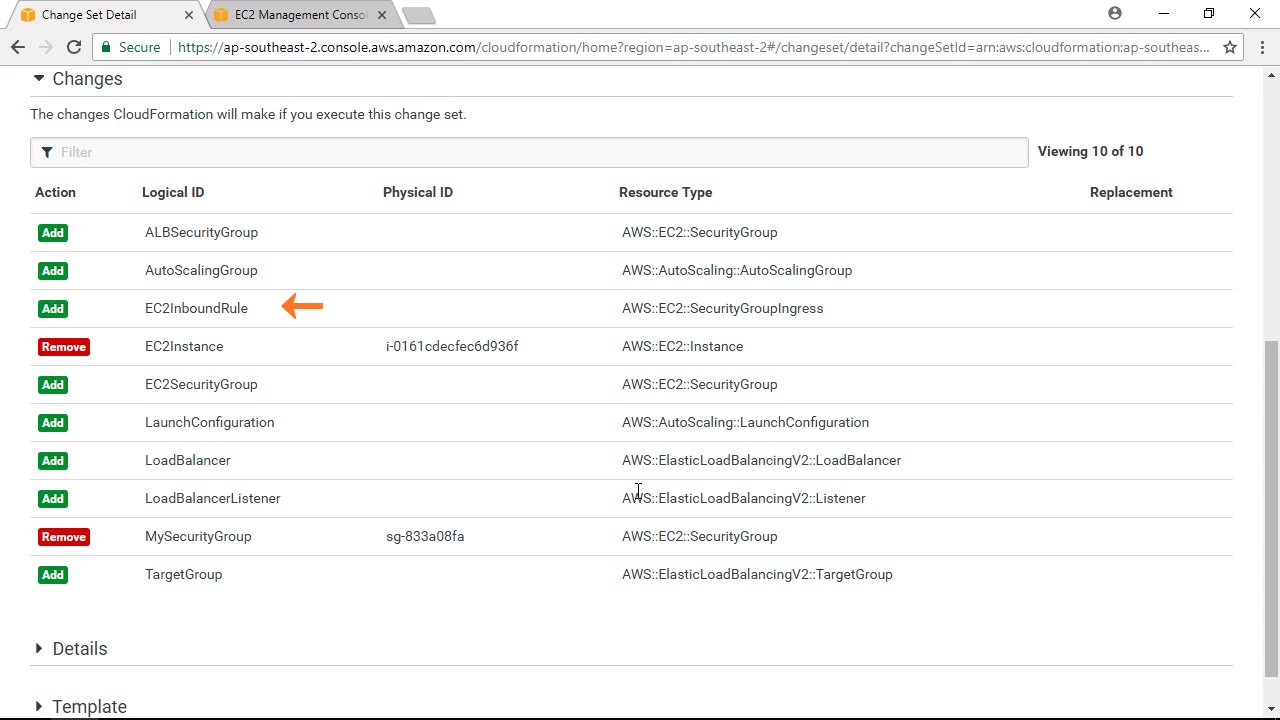 Change Set Detail
EC2 Management Consol
Secure
https://ap-southeast-2.console.aws.amazon.com/cloudformation/home?region=ap-southeast-2#/changeset/detail?changeSetId=arn:aws:cloudformation:ap-southeas...
Changes
The changes CloudFormation will make if you execute this change set.
Filter
Viewing 10 of 10
Action Logical ID Physical ID Resource Type Replacement
Add ALBSecurityGroup AWS::EC2::SecurityGroup
Add AutoScalingGroup AWS::AutoScaling::AutoScalingGroup
Add EC2InboundRule AWS::EC2::SecurityGroupIngress
Remove EC2Instance i-0161cdecfec6d936f AWS::EC2::Instance
Add EC2SecurityGroup AWS::EC2::SecurityGroup
Add LaunchConfiguration AWS::AutoScaling::LaunchConfiguration
Add LoadBalancer AWS::ElasticLoadBalancingV2::LoadBalancer
Add LoadBalancerListener AWS::ElasticLoadBalancingV2::Listener
Remove MySecurityGroup sg-833a08fa AWS::EC2::SecurityGroup
Add TargetGroup AWS::ElasticLoadBalancingV2::TargetGroup
Details
Template